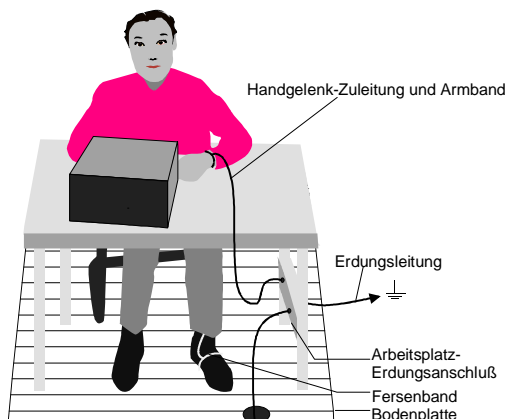 Handgelenk-Zuleitung und Armband
Erdungsleitung
Arbeitsplatz-
Erdungsanschluß
Fersenband
Bodenplatte